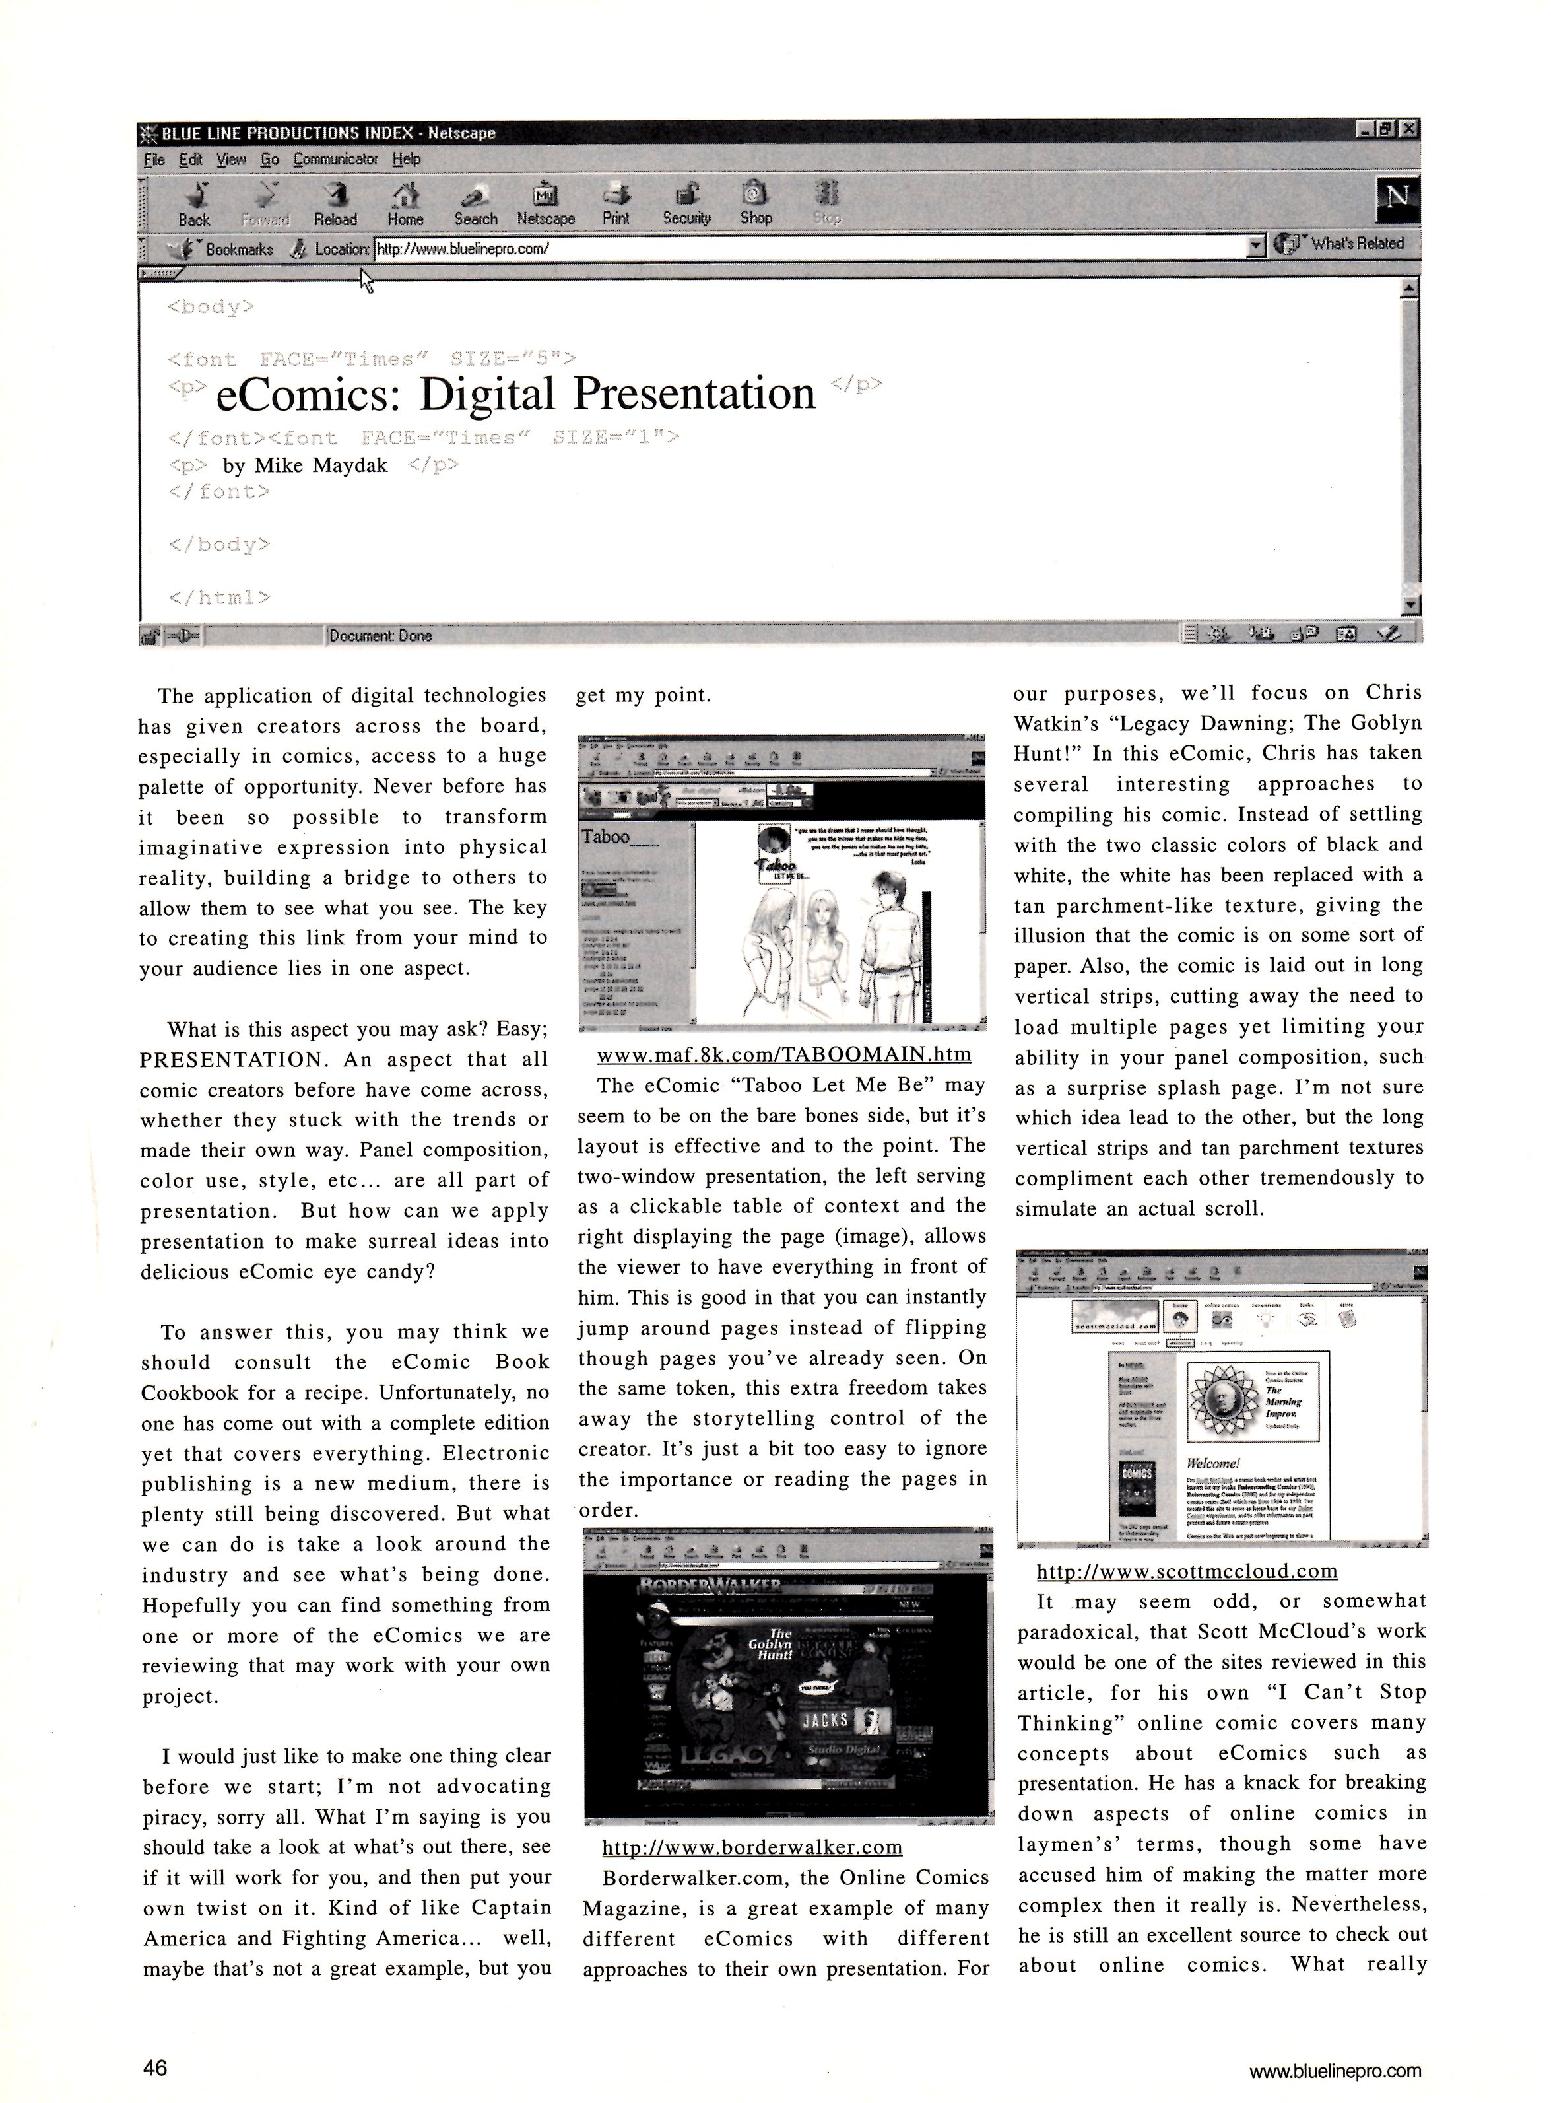 BLUE LINE PRODUCTIONS INDEX - Netscape
File Edit View Go Communicator Help
Back Forward Reload Home Search Netscape Print Security Shop Stop
Bookmarks Location: http://www.bluelinepro.com/ What's Related
<body>
<font FACE="Times" SIZE="5">
<p> eComics: Digital Presentation </p>
</font><font FACE="Times" SIZE="1">
<p> by Mike Maydak </p>
</font>
</body>
</html>
Document: Done
The application of digital technologies
has given creators across the board,
especially in comics, access to a huge
palette of opportunity. Never before has
it been so possible to transform
imaginative expression into physical
reality, building a bridge to others to
allow them to see what you see. The key
to creating this link from your mind to
your audience lies in one aspect.
What is this aspect you may ask? Easy;
PRESENTATION. An aspect that all
comic creators before have come across,
whether they stuck with the trends or
made their own way. Panel composition,
color use, style, etc... are all part of
presentation. But how can we apply
presentation to make surreal ideas into
delicious eComic eye candy?
To answer this, you may think we
should consult the eComic Book
Cookbook for a recipe. Unfortunately, no
one has come out with a complete edition
yet that covers everything. Electronic
publishing is a new medium, there is
plenty still being discovered. But what
we can do is take a look around the
industry and see what's being done.
Hopefully you can find something from
one or more of the eComics we are
reviewing that may work with your own
project.
I would just like to make one thing clear
before we start; I'm not advocating
piracy, sorry all. What I'm saying is you
should take a look at what's out there, see
if it will work for you, and then put your
own twist on it. Kind of like Captain
America and Fighting America... well,
maybe that's not a great example, but you
get my point.
Taboo
"you are the dream that I never should have thought,
Taboo
LET ME BE...
www.maf.8k.com/TABOOMAIN.htm
The eComic "Taboo Let Me Be" may
seem to be on the bare bones side, but it's
layout is effective and to the point. The
two-window presentation, the left serving
as a clickable table of context and the
right displaying the page (image), allows
the viewer to have everything in front of
him. This is good in that you can instantly
jump around pages instead of flipping
though pages you've already seen. On
the same token, this extra freedom takes
away the storytelling control of the
creator. It's just a bit too easy to ignore
the importance or reading the pages in
order.
BORDERWALKER
NEW
The
Goblyn
Hunt!
JACKS
LEGACY
Studio Digital
http://www.borderwalker.com
Borderwalker.com, the Online Comics
Magazine, is a great example of many
different eComics with different
approaches to their own presentation. For
our purposes, we'll focus on Chris
Watkin's "Legacy Dawning; The Goblyn
Hunt!" In this eComic, Chris has taken
several interesting approaches to
compiling his comic. Instead of settling
with the two classic colors of black and
white, the white has been replaced with a
tan parchment-like texture, giving the
illusion that the comic is on some sort of
paper. Also, the comic is laid out in long
vertical strips, cutting away the need to
load multiple pages yet limiting your
ability in your panel composition, such
as a surprise splash page. I'm not sure
which idea lead to the other, but the long
vertical strips and tan parchment textures
compliment each other tremendously to
simulate an actual scroll.
scottmccloud.com
The
Morning
Improv.
Welcome!
COMICS
http://www.scottmccloud.com
It may seem odd, or somewhat
paradoxical, that Scott McCloud's work
would be one of the sites reviewed in this
article, for his own "I Can't Stop
Thinking" online comic covers many
concepts about eComics such as
presentation. He has a knack for breaking
down aspects of online comics in
laymen's' terms, though some have
accused him of making the matter more
complex then it really is. Nevertheless,
he is still an excellent source to check out
about online comics. What really
46
www.bluelinepro.com